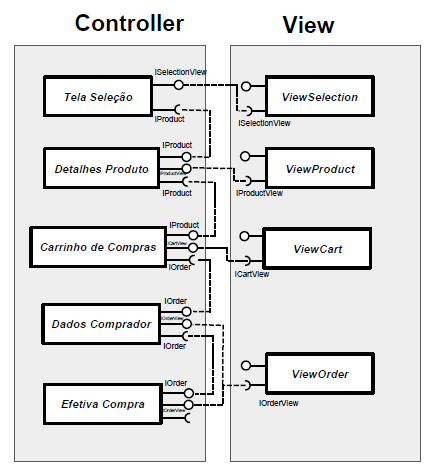 Controller
View
ISelectionView
Tela Seleção
ViewSelection
IProduct
ISelectionView
IProduct
Detalhes Produto
IProductView
ViewProduct
IProduct
IProductView
IProduct
Carrinho de Compras
ICartView
ViewCart
IOrder
ICartView
IOrder
Dados Comprador
IOrderView
IOrder
ViewOrder
IOrder
Efetiva Compra
IOrderView
IOrderView